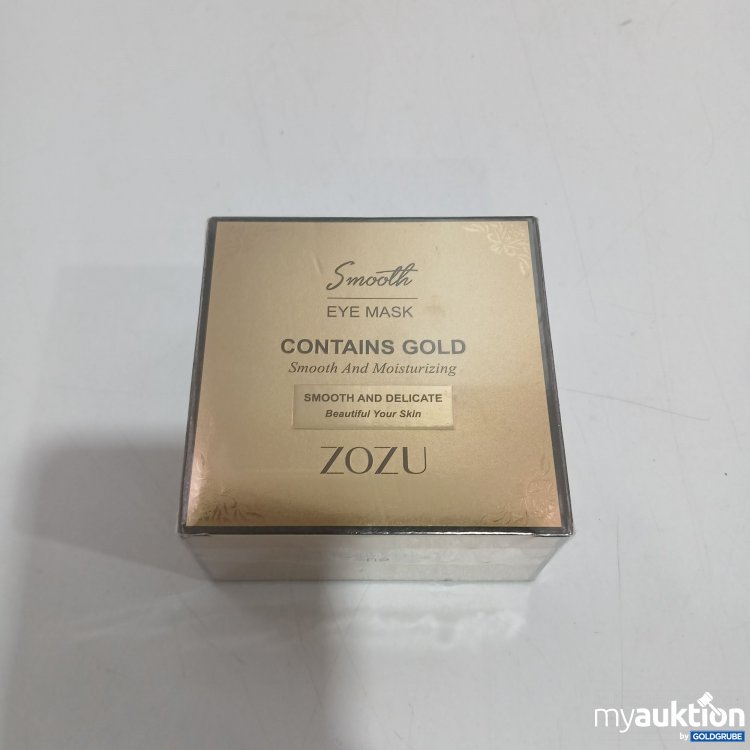 Smooth
EYE MASK
CONTAINS GOLD
Smooth And Moisturizing
SMOOTH AND DELICATE
Beautiful Your Skin
ZOZU
myauktion
by GOLDGRUBE